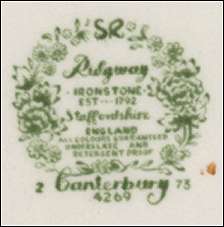 SR
Ridgway
IRONSTONE
EST 1792
Staffordshire
ENGLAND
ALL COLOURS GUARANTEED
UNDERGLAZE AND
DETERGENT PROOF
2 Canterbury 73
4269